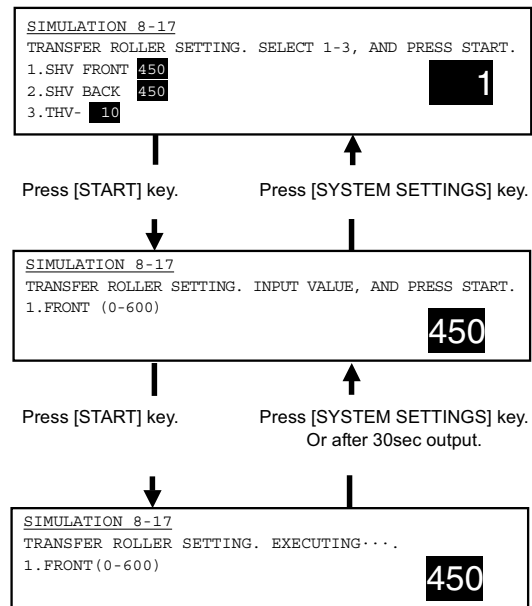 SIMULATION 8-17
TRANSFER ROLLER SETTING. SELECT 1-3, AND PRESS START.
1.SHV FRONT 450
2.SHV BACK 450
3.THV- 10
1
Press [START] key.
Press [SYSTEM SETTINGS] key.
SIMULATION 8-17
TRANSFER ROLLER SETTING. INPUT VALUE, AND PRESS START.
1.FRONT (0-600)
450
Press [START] key.
Press [SYSTEM SETTINGS] key.
Or after 30sec output.
SIMULATION 8-17
TRANSFER ROLLER SETTING. EXECUTING···.
1.FRONT(0-600)
450